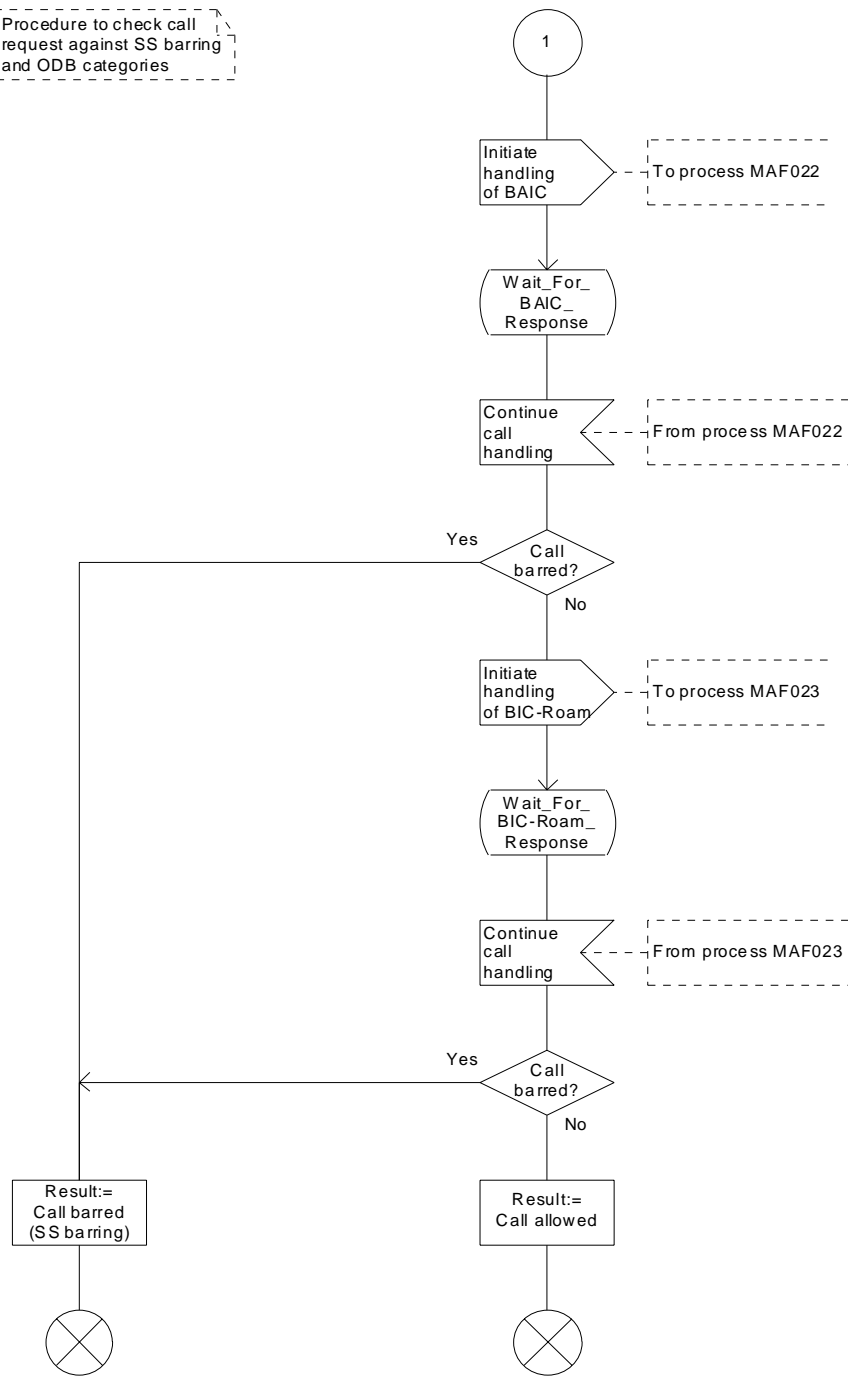 Procedure to check call
request against SS barring
and ODB categories
1
Initiate
handling
of BAIC
To process MAF022
Wait_For_
BAIC_
Response
Continue
call
handling
From process MAF022
Yes
Call
barred?
No
Initiate
handling
of BIC-Roam
To process MAF023
Wait_For_
BIC-Roam_
Response
Continue
call
handling
From process MAF023
Yes
Call
barred?
No
Result:=
Call barred
(SS barring)
Result:=
Call allowed